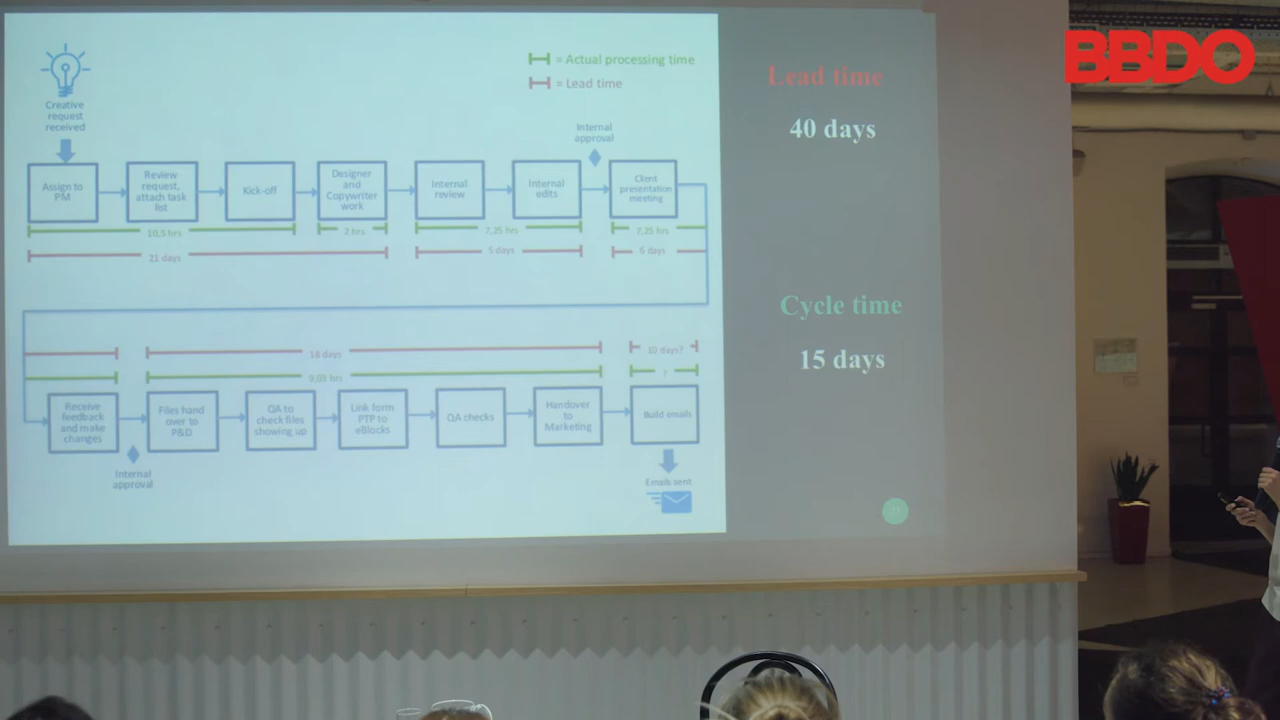 BBDO
Creative
request
received
= Actual processing time
= Lead time
Lead time
40 days
Internal
approval
Assign to
PM
Review
request,
attach task
list
Kick-off
Designer
and
Copywriter
work
Internal
review
Internal
edits
Client
presentation
meeting
10,5 hrs
2 hrs
7,25 hrs
7,25 hrs
21 days
5 days
6 days
Cycle time
15 days
18 days
10 days?
9,03 hrs
?
Receive
feedback
and make
changes
Files hand
over to
P&D
QA to
check files
showing up
Link form
PTP to
eBlocks
QA checks
Handover
to
Marketing
Build emails
Internal
approval
Emails sent